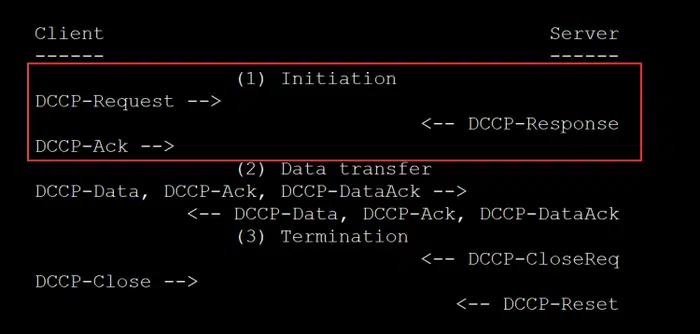 Client Server
------ ------
(1) Initiation
DCCP-Request -->
<-- DCCP-Response
DCCP-Ack -->
(2) Data transfer
DCCP-Data, DCCP-Ack, DCCP-DataAck -->
<-- DCCP-Data, DCCP-Ack, DCCP-DataAck
(3) Termination
<-- DCCP-CloseReq
DCCP-Close -->
<-- DCCP-Reset